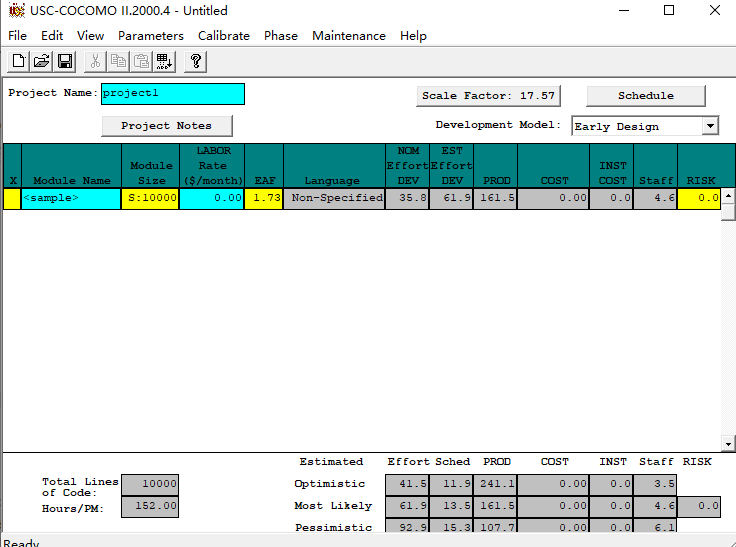 USC-COCOMO II.2000.4 - Untitled
File Edit View Parameters Calibrate Phase Maintenance Help
Project Name: project1
Scale Factor: 17.57 Schedule
Project Notes
Development Model: Early Design
X Module Name Module Size LABOR Rate ($/month) EAF Language NOM Effort DEV EST Effort DEV PROD COST INST COST Staff RISK
<sample> S:10000 0.00 1.73 Non-Specified 35.8 61.9 161.5 0.00 0.0 4.6 0.0
Estimated Effort Sched PROD COST INST Staff RISK
Total Lines of Code: 10000
Optimistic 41.5 11.9 241.1 0.00 0.0 3.5
Hours/PM: 152.00
Most Likely 61.9 13.5 161.5 0.00 0.0 4.6 0.0
Pessimistic 92.9 15.3 107.7 0.00 0.0 6.1
Ready